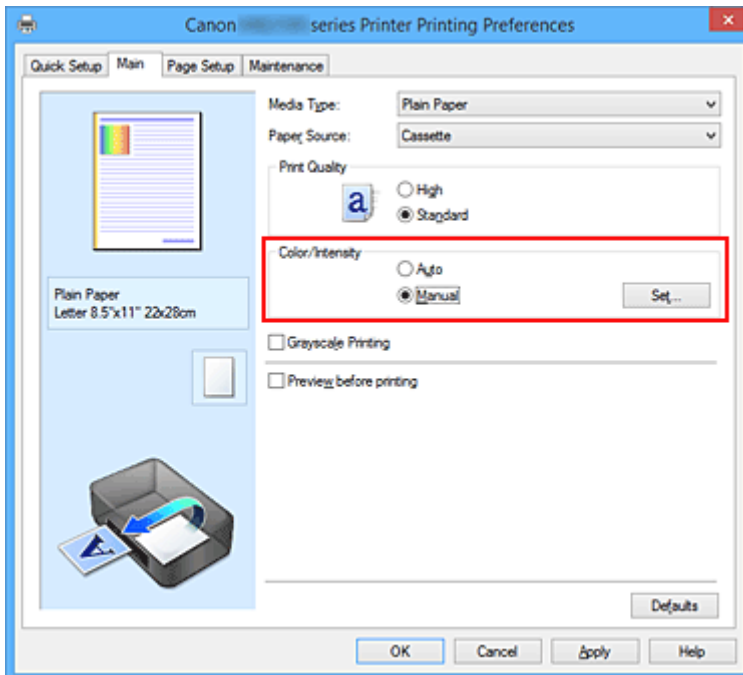 Canon series Printer Printing Preferences
Quick Setup Main Page Setup Maintenance
Media Type: Plain Paper
Paper Source: Cassette
Print Quality
a
High
Standard
Color/Intensity
Auto
Manual Set...
Plain Paper
Letter 8.5"x11" 22x28cm
Grayscale Printing
Preview before printing
A
Defaults
OK Cancel Apply Help